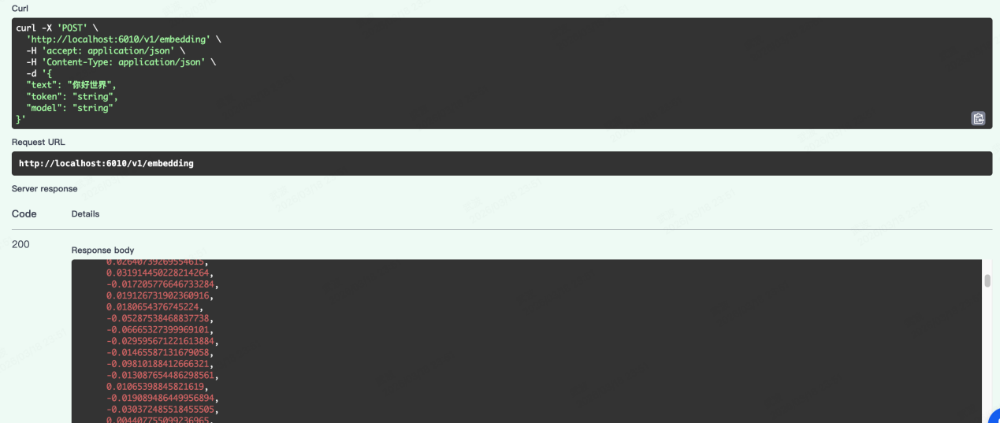 Curl
curl -X 'POST' \
'http://localhost:6010/v1/embedding' \
-H 'accept: application/json' \
-H 'Content-Type: application/json' \
-d '{
"text": "你好世界",
"token": "string",
"model": "string"
}'
Request URL
http://localhost:6010/v1/embedding
Server response
Code Details
200
Response body
0.02640739269554615,
0.031914450228214264,
-0.017205776646733284,
0.019126731902360916,
0.0180654376745224,
-0.05287538468837738,
-0.06665327399969101,
-0.029595671221613884,
-0.01465587131679058,
-0.09810188412666321,
-0.013087654486298561,
0.01065398845821619,
-0.019089486449956894,
-0.030372485518455505,
0.004407755099236965,